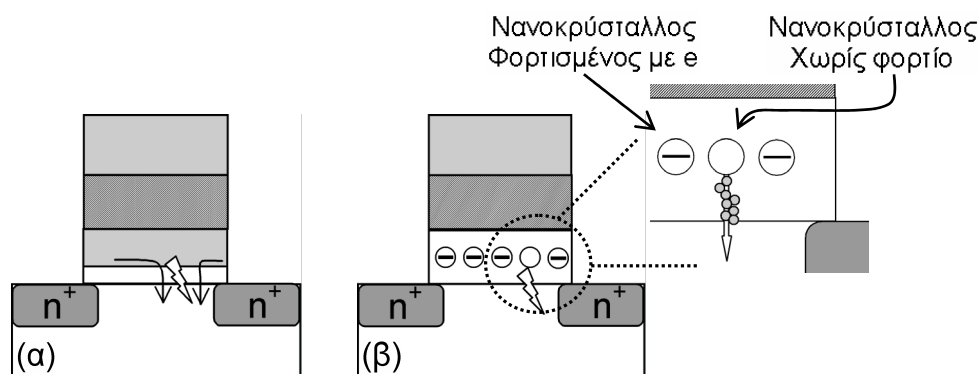 Νανοκρύσταλλος
Φορτισμένος με e
Νανοκρύσταλλος
Χωρίς φορτίο
n+
n+
n+
n+
(α)
(β)